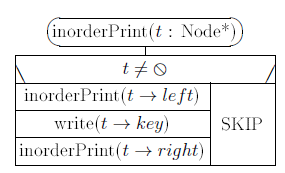 inorderPrint(t : Node*)
t ≠ ⦸
inorderPrint(t → left)
write(t → key)
SKIP
inorderPrint(t → right)